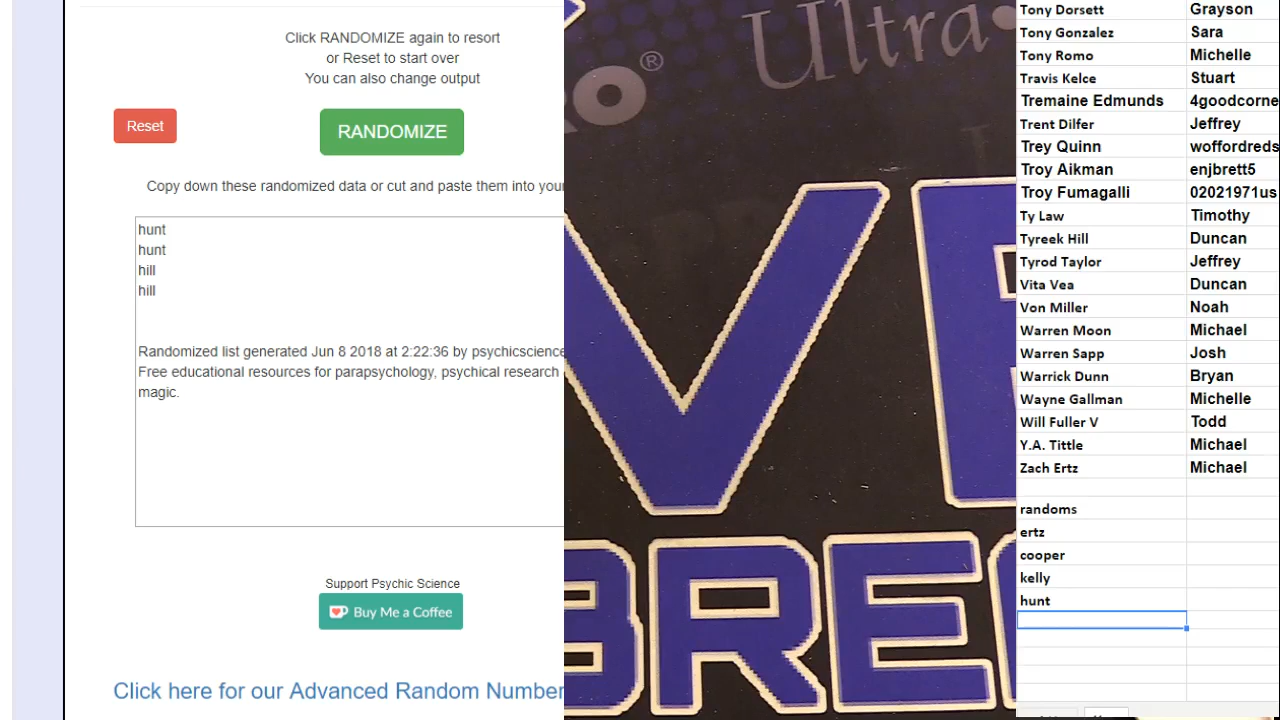 Click RANDOMIZE again to resort
or Reset to start over
You can also change output
Reset
RANDOMIZE
Copy down these randomized data or cut and paste them into your
hunt
hunt
hill
hill
Randomized list generated Jun 8 2018 at 2:22:36 by psychicscience
Free educational resources for parapsychology, psychical research
magic.
Support Psychic Science
Buy Me a Coffee
Click here for our Advanced Random Number
RO®
Ultra
BRE
Tony Dorsett Grayson
Tony Gonzalez Sara
Tony Romo Michelle
Travis Kelce Stuart
Tremaine Edmunds 4goodcorne
Trent Dilfer Jeffrey
Trey Quinn woffordreds
Troy Aikman enjbrett5
Troy Fumagalli 02021971us
Ty Law Timothy
Tyreek Hill Duncan
Tyrod Taylor Jeffrey
Vita Vea Duncan
Von Miller Noah
Warren Moon Michael
Warren Sapp Josh
Warrick Dunn Bryan
Wayne Gallman Michelle
Will Fuller V Todd
Y.A. Tittle Michael
Zach Ertz Michael
randoms
ertz
cooper
kelly
hunt